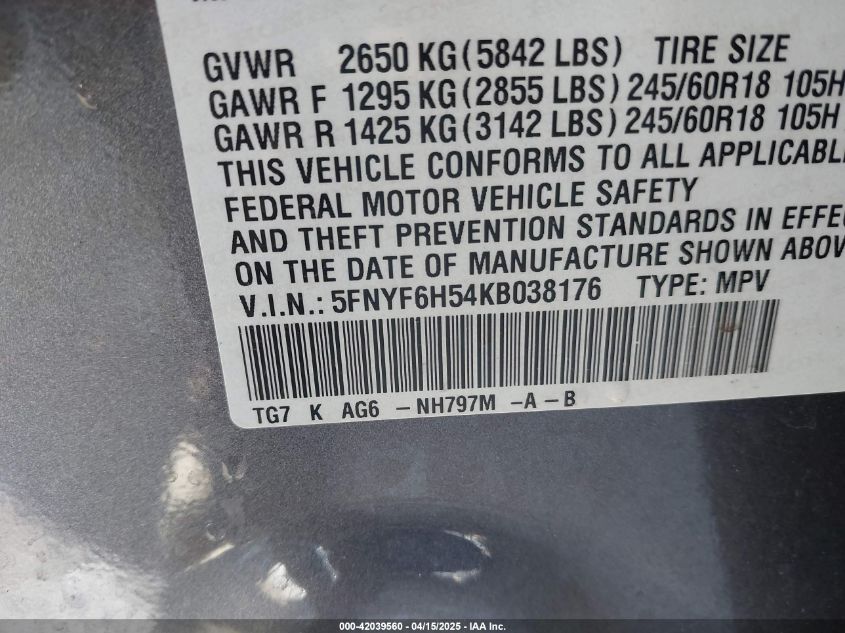 GVWR 2650 KG (5842 LBS) TIRE SIZE
GAWR F 1295 KG (2855 LBS) 245/60R18 105H
GAWR R 1425 KG (3142 LBS) 245/60R18 105H
THIS VEHICLE CONFORMS TO ALL APPLICABL
FEDERAL MOTOR VEHICLE SAFETY
AND THEFT PREVENTION STANDARDS IN EFFE
ON THE DATE OF MANUFACTURE SHOWN ABOV
V.I.N.: 5FNYF6H54KB038176 TYPE: MPV
TG7 K AG6 -NH797M -A -B
000-42039560 - 04/15/2025 - IAA Inc.